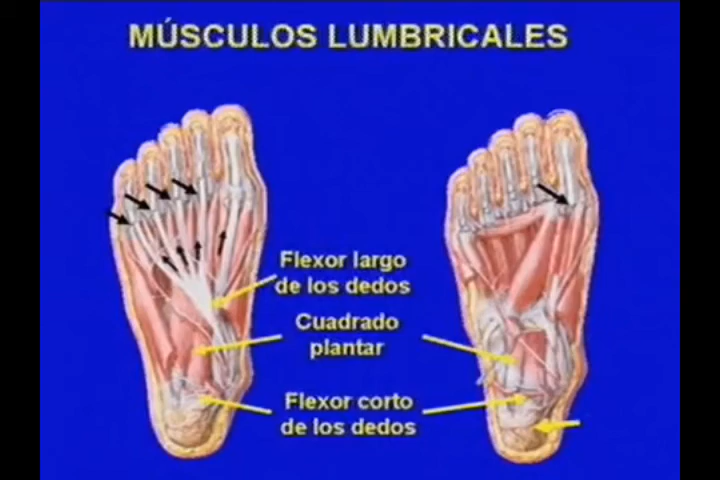 MÚSCULOS LUMBRICALES
Flexor largo
de los dedos
Cuadrado
plantar
Flexor corto
de los dedos